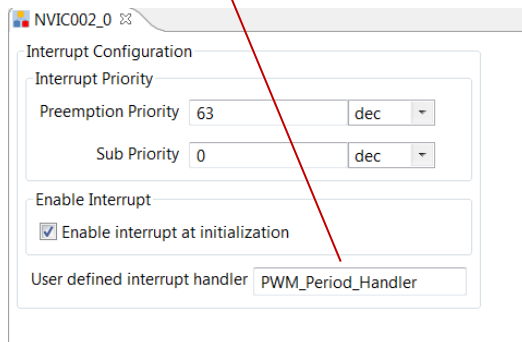 NVIC002_0
Interrupt Configuration
Interrupt Priority
Preemption Priority 63 dec
Sub Priority 0 dec
Enable Interrupt
Enable interrupt at initialization
User defined interrupt handler PWM_Period_Handler